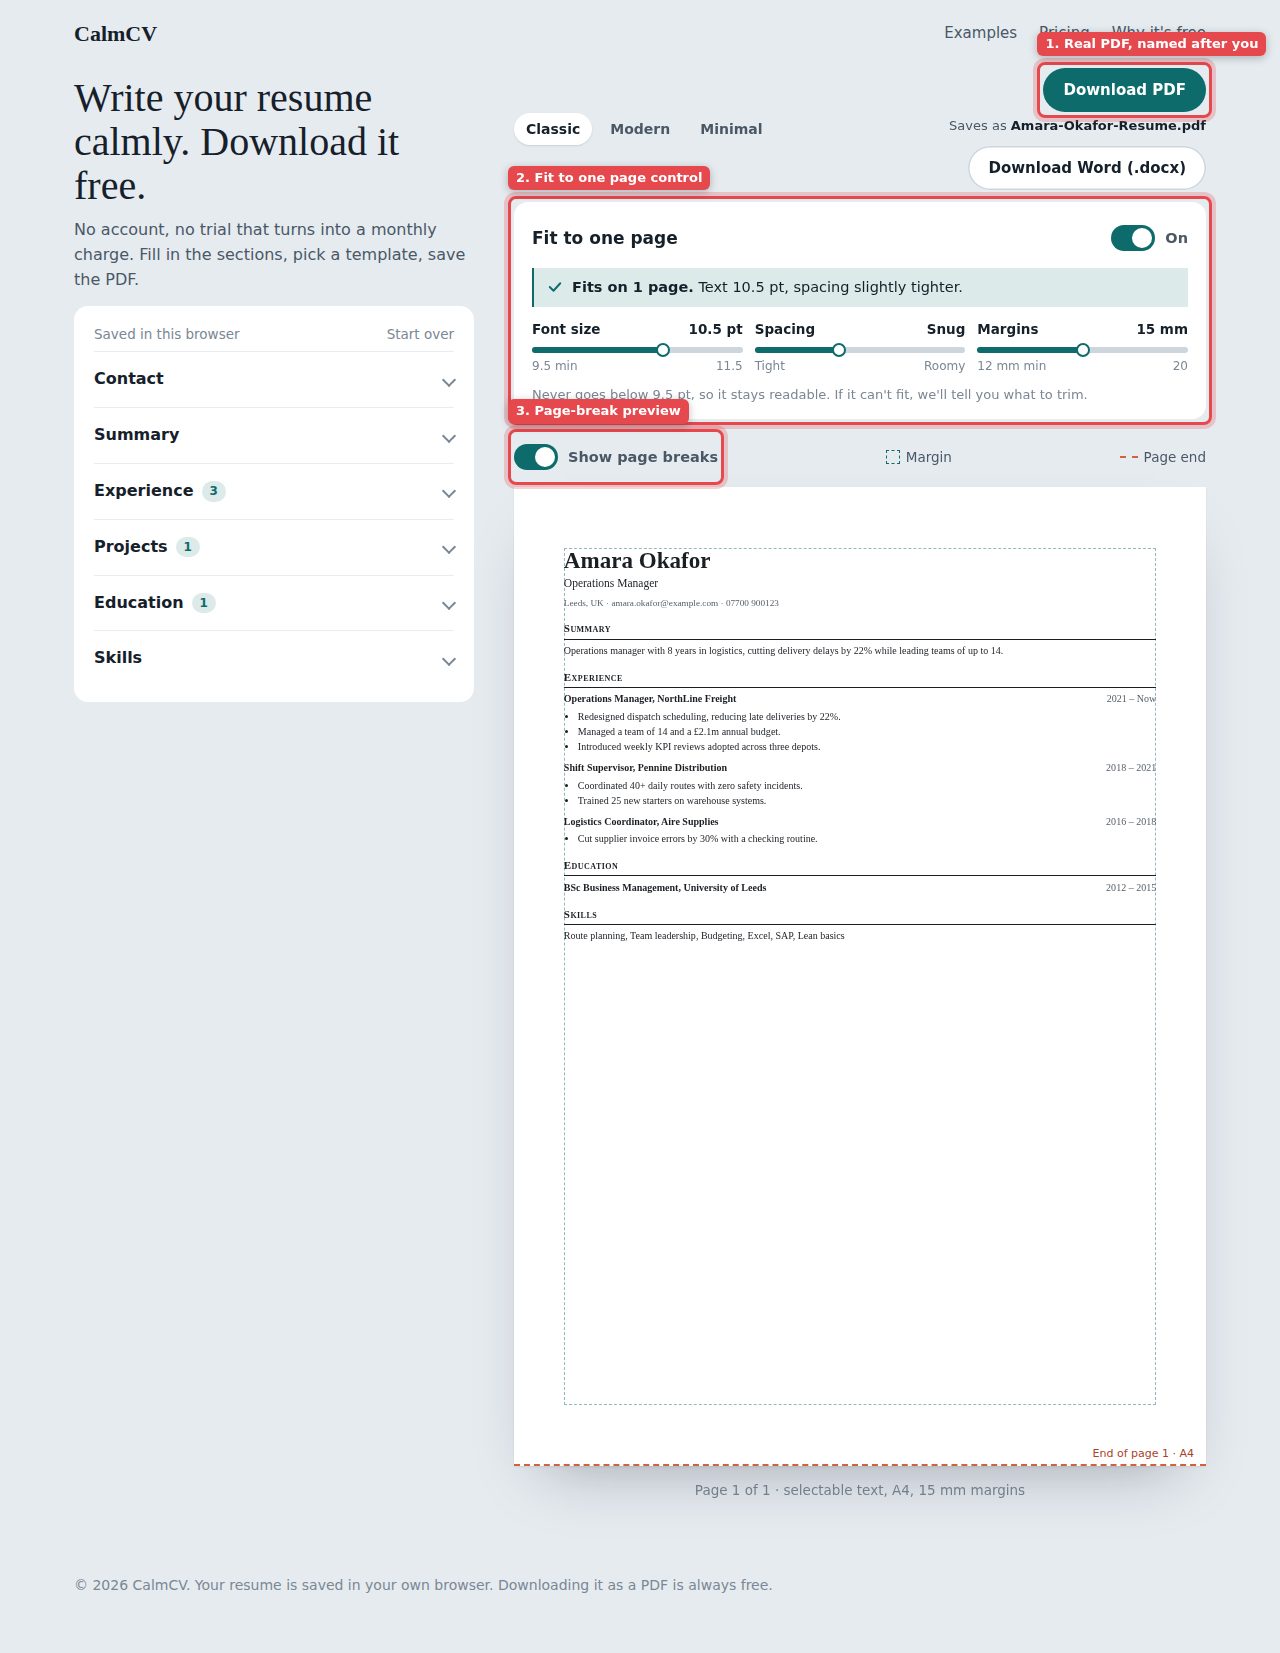 CalmCV
Examples Pricing Why it's free
1. Real PDF, named after you
Write your resume
calmly. Download it
free.
No account, no trial that turns into a monthly
charge. Fill in the sections, pick a template, save
the PDF.
Saved in this browser Start over
Contact
Summary
Experience 3
Projects 1
Education 1
Skills
Download PDF
Classic Modern Minimal
Saves as Amara-Okafor-Resume.pdf
Download Word (.docx)
2. Fit to one page control
Fit to one page On
Fits on 1 page. Text 10.5 pt, spacing slightly tighter.
Font size 10.5 pt Spacing Snug Margins 15 mm
9.5 min 11.5 Tight Roomy 12 mm min 20
Never goes below 9.5 pt, so it stays readable. If it can't fit, we'll tell you what to trim.
3. Page-break preview
Show page breaks Margin Page end
Amara Okafor
Operations Manager
Leeds, UK · amara.okafor@example.com · 07700 900123
SUMMARY
Operations manager with 8 years in logistics, cutting delivery delays by 22% while leading teams of up to 14.
EXPERIENCE
Operations Manager, NorthLine Freight 2021 – Now
• Redesigned dispatch scheduling, reducing late deliveries by 22%.
• Managed a team of 14 and a £2.1m annual budget.
• Introduced weekly KPI reviews adopted across three depots.
Shift Supervisor, Pennine Distribution 2018 – 2021
• Coordinated 40+ daily routes with zero safety incidents.
• Trained 25 new starters on warehouse systems.
Logistics Coordinator, Aire Supplies 2016 – 2018
• Cut supplier invoice errors by 30% with a checking routine.
EDUCATION
BSc Business Management, University of Leeds 2012 – 2015
SKILLS
Route planning, Team leadership, Budgeting, Excel, SAP, Lean basics
End of page 1 · A4
Page 1 of 1 · selectable text, A4, 15 mm margins
© 2026 CalmCV. Your resume is saved in your own browser. Downloading it as a PDF is always free.